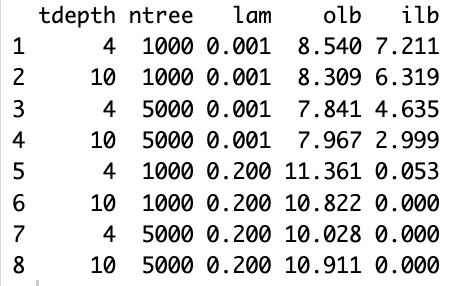 tdepth ntree lam olb ilb
1 4 1000 0.001 8.540 7.211
2 10 1000 0.001 8.309 6.319
3 4 5000 0.001 7.841 4.635
4 10 5000 0.001 7.967 2.999
5 4 1000 0.200 11.361 0.053
6 10 1000 0.200 10.822 0.000
7 4 5000 0.200 10.028 0.000
8 10 5000 0.200 10.911 0.000